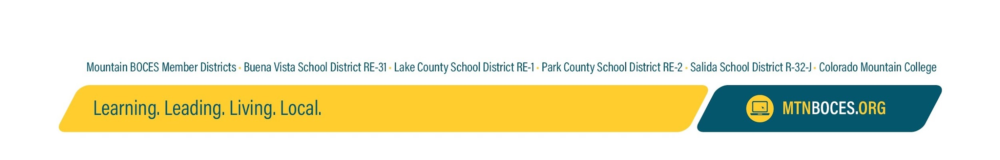 Mountain BOCES Member Districts • Buena Vista School District RE-31 • Lake County School District RE-1 • Park County School District RE-2 • Salida School District R-32-J • Colorado Mountain College
Learning. Leading. Living. Local.
MTNBOCES.ORG